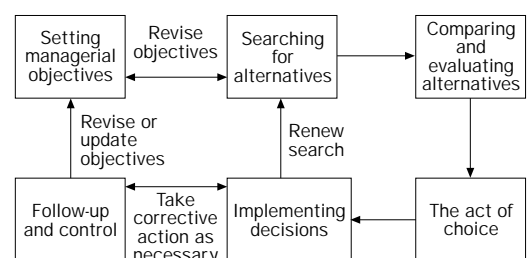 Setting
managerial
objectives
Revise
objectives
Searching
for
alternatives
Comparing
and
evaluating
alternatives
Revise or
update
objectives
Renew
search
Follow-up
and control
Take
corrective
action as
necessary
Implementing
decisions
The act of
choice